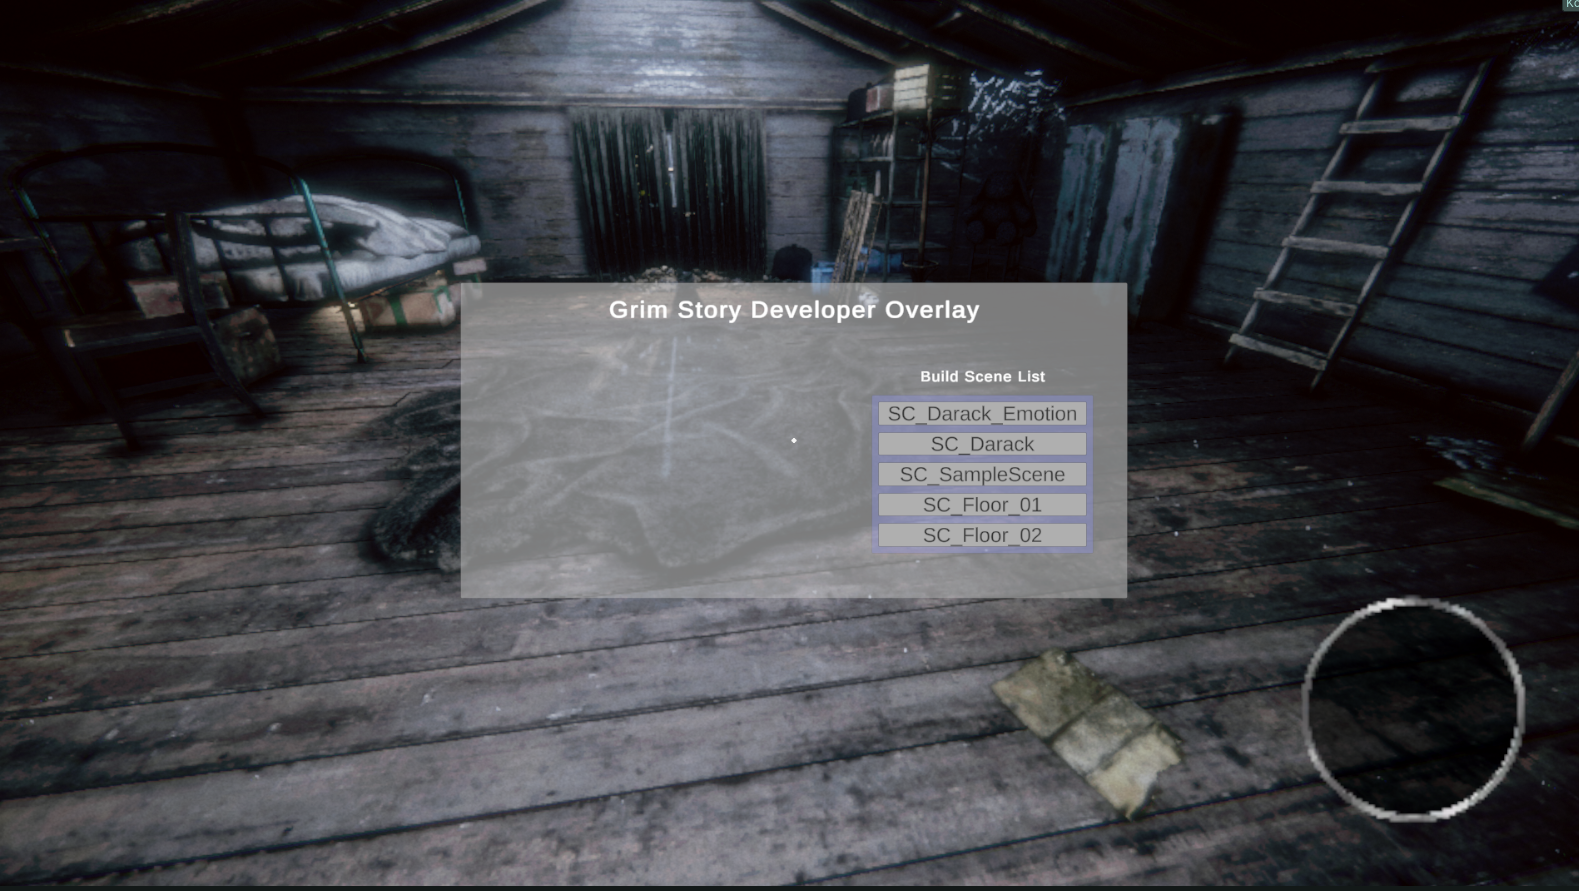 Grim Story Developer Overlay
Build Scene List
SC_Darack_Emotion
SC_Darack
SC_SampleScene
SC_Floor_01
SC_Floor_02